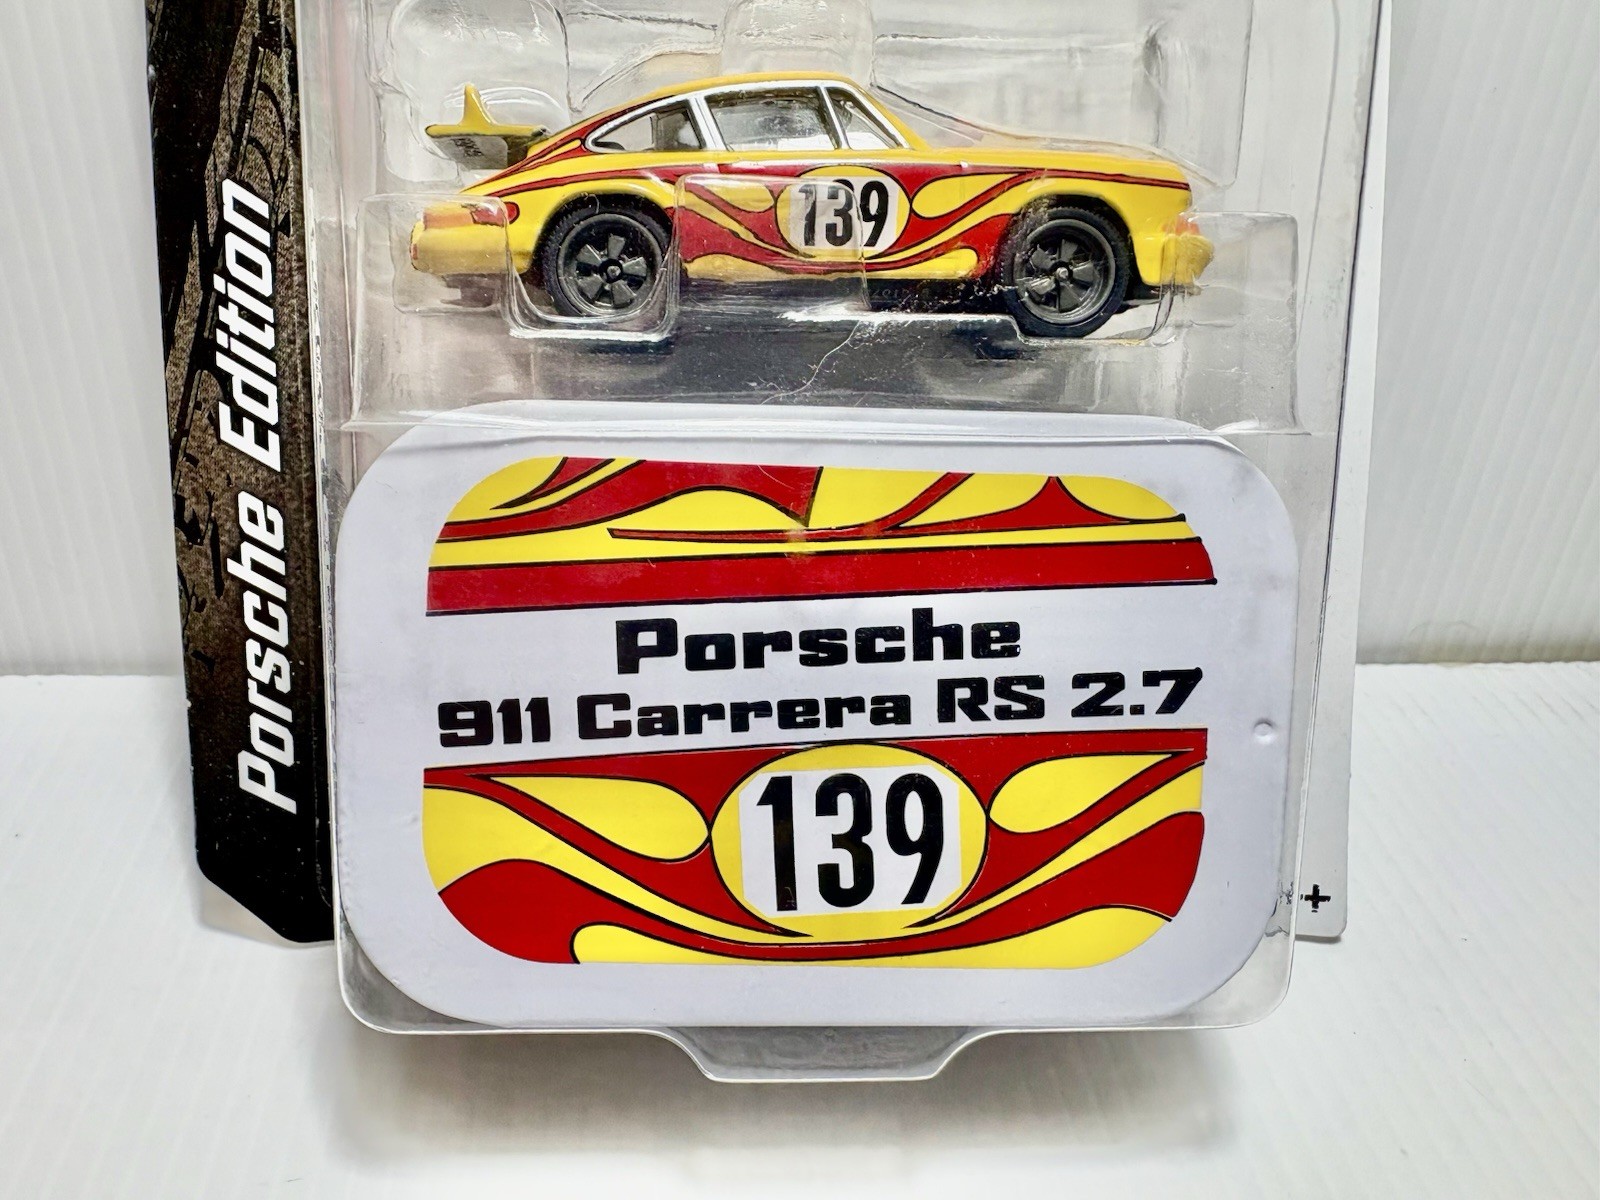 Porsche Edition
139
Porsche
911 Carrera RS 2.7
139
+